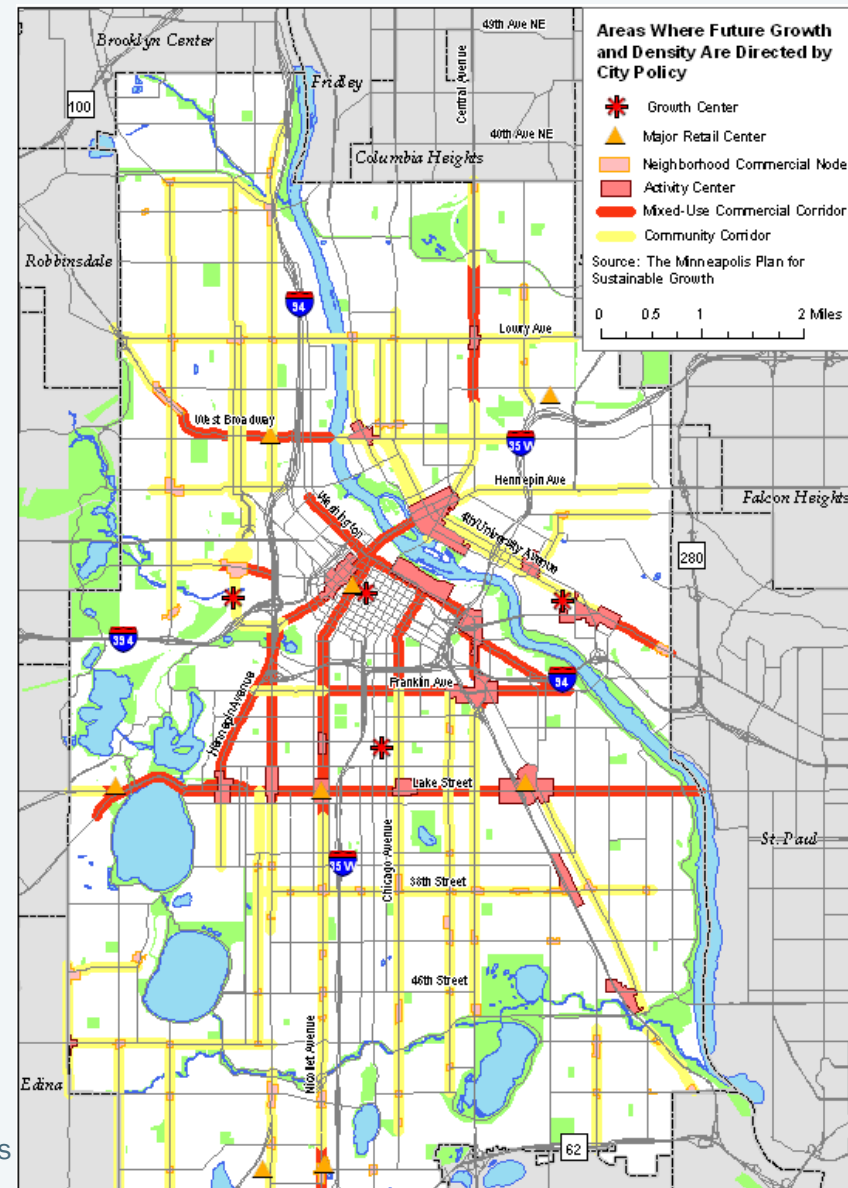 49th Ave NE
Brooklyn Center
Areas Where Future Growth
and Density Are Directed by
City Policy
Fridley
Central Avenue
100
Growth Center
40th Ave NE
Major Retail Center
Columbia Heights
Neighborhood Commercial Node
Activity Center
Mixed-Use Commercial Corridor
Community Corridor
Robbinsdale
Source: The Minneapolis Plan for
Sustainable Growth
94
0 0.5 1 2 Miles
Lowry Ave
West Broadway
35W
Hennepin Ave
Washington
Falcon Heights
4th/University Avenue
280
394
94
Franklin Ave
Hennepin Avenue
Lake Street
St. Paul
Chicago Avenue
35W
38th Street
46th Street
Nicollet Avenue
Edina
62
s